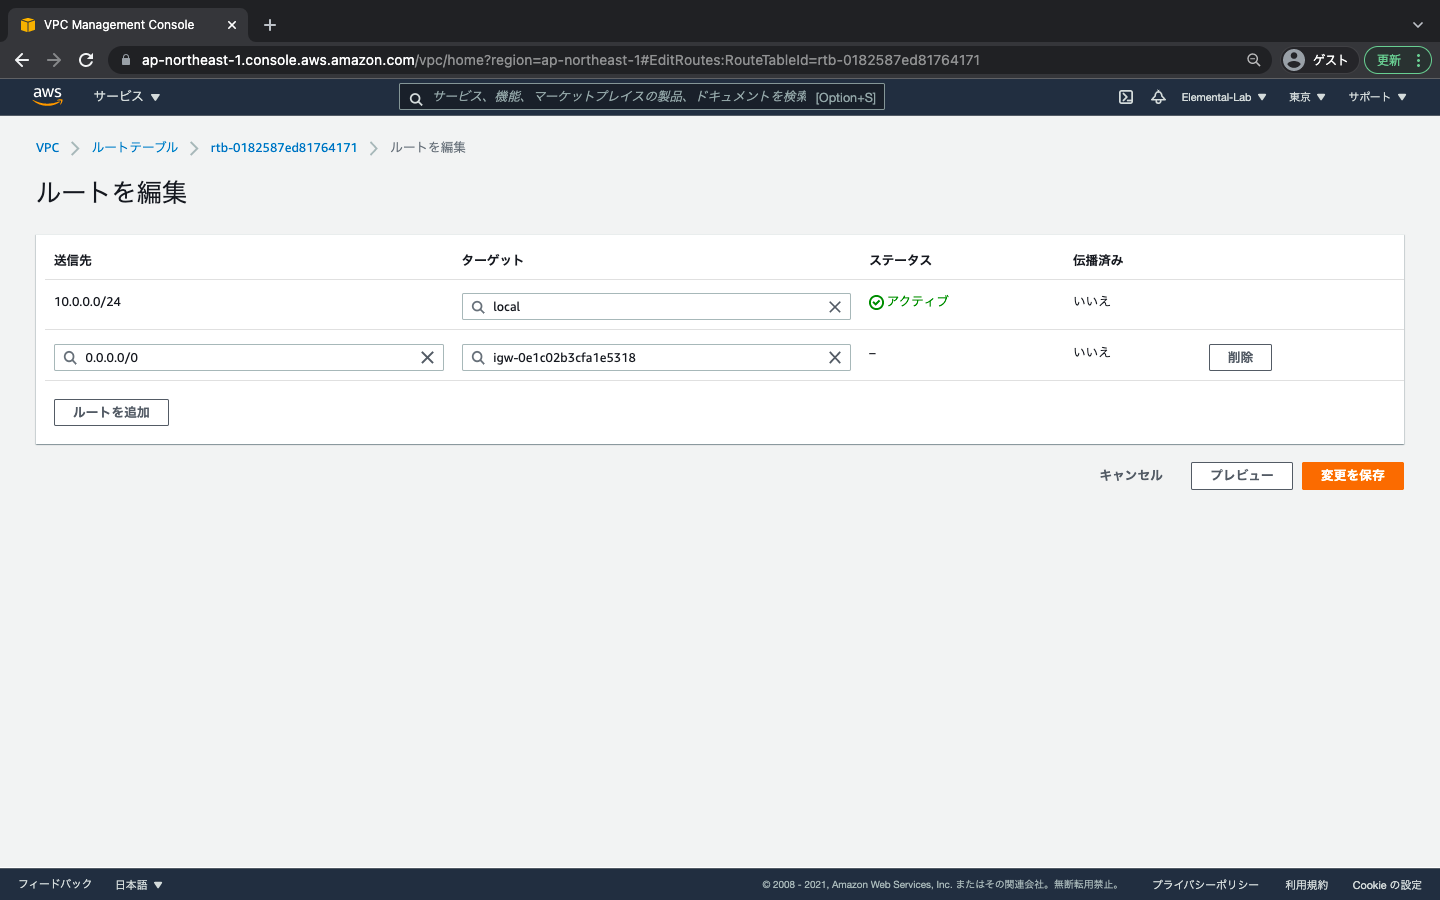 VPC Management Console
ap-northeast-1.console.aws.amazon.com/vpc/home?region=ap-northeast-1#EditRoutes:RouteTableId=rtb-0182587ed81764171
ゲスト
更新
aws
サービス
サービス、機能、マーケットプレイスの製品、ドキュメントを検索 [Option+S]
Elemental-Lab
東京
サポート
VPC
ルートテーブル
rtb-0182587ed81764171
ルートを編集
ルートを編集
送信先 ターゲット ステータス 伝播済み
10.0.0.0/24 local アクティブ いいえ
0.0.0.0/0 igw-0e1c02b3cfa1e5318 – いいえ 削除
ルートを追加
キャンセル プレビュー 変更を保存
フィードバック 日本語 © 2008 - 2021, Amazon Web Services, Inc. またはその関連会社。無断転用禁止。 プライバシーポリシー 利用規約 Cookie の設定